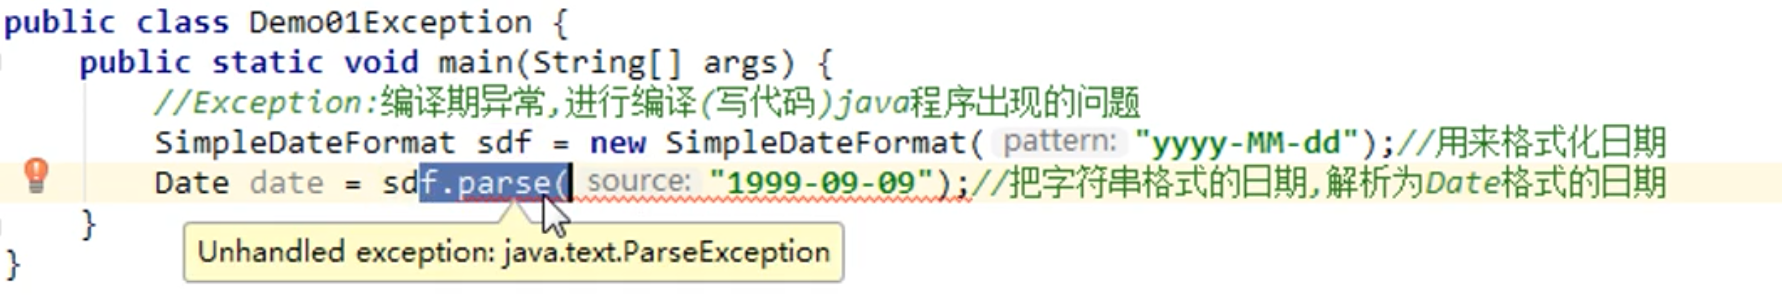 public class Demo01Exception {
public static void main(String[] args) {
//Exception:编译期异常,进行编译(写代码)java程序出现的问题
SimpleDateFormat sdf = new SimpleDateFormat( pattern: "yyyy-MM-dd");//用来格式化日期
Date date = sdf.parse( source: "1999-09-09");//把字符串格式的日期,解析为Date格式的日期
}
Unhandled exception: java.text.ParseException
}